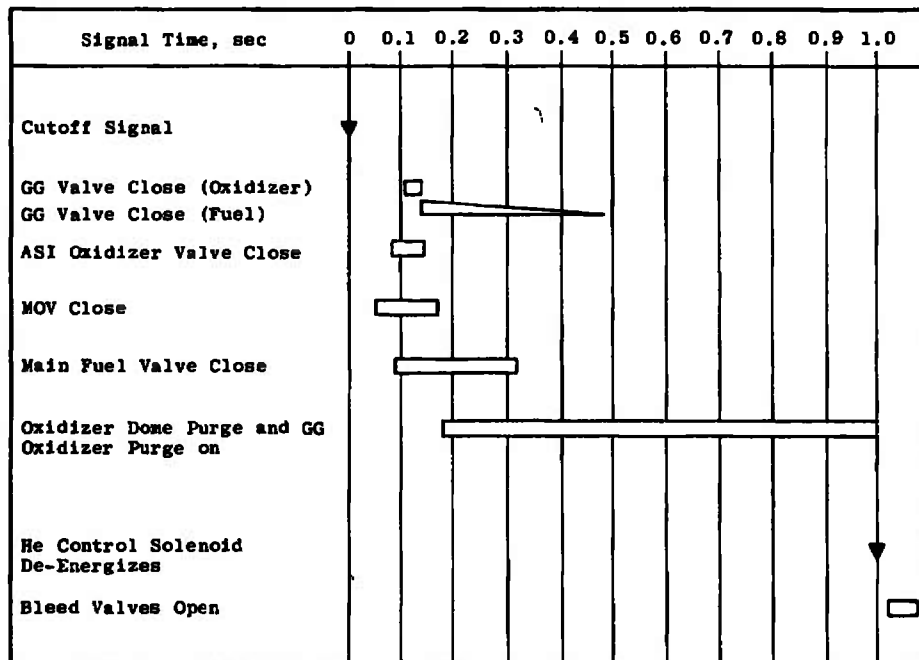 Signal Time, sec 0 0.1 0.2 0.3 0.4 0.5 0.6 0.7 0.8 0.9 1.0
Cutoff Signal
GG Valve Close (Oxidizer)
GG Valve Close (Fuel)
ASI Oxidizer Valve Close
MOV Close
Main Fuel Valve Close
Oxidizer Dome Purge and GG
Oxidizer Purge on
He Control Solenoid
De-Energizes
Bleed Valves Open